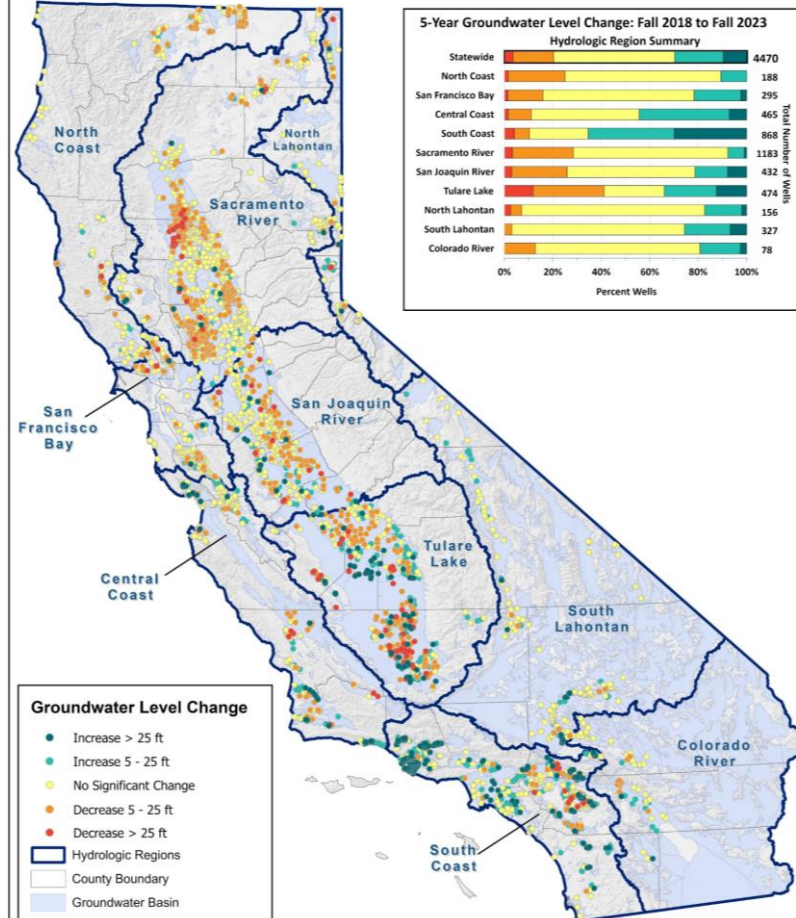 5-Year Groundwater Level Change: Fall 2018 to Fall 2023
Hydrologic Region Summary
Statewide 4470
North Coast 188
San Francisco Bay 295
Central Coast 465
South Coast 868
Sacramento River 1183
San Joaquin River 432
Tulare Lake 474
North Lahontan 156
South Lahontan 327
Colorado River 78
Total Number of Wells
0% 20% 40% 60% 80% 100%
Percent Wells
North
Coast
North
Lahontan
Sacramento
River
San
Francisco
Bay
San Joaquin
River
Central
Coast
Tulare
Lake
South
Lahontan
Colorado
River
South
Coast
Groundwater Level Change
Increase > 25 ft
Increase 5 - 25 ft
No Significant Change
Decrease 5 - 25 ft
Decrease > 25 ft
Hydrologic Regions
County Boundary
Groundwater Basin